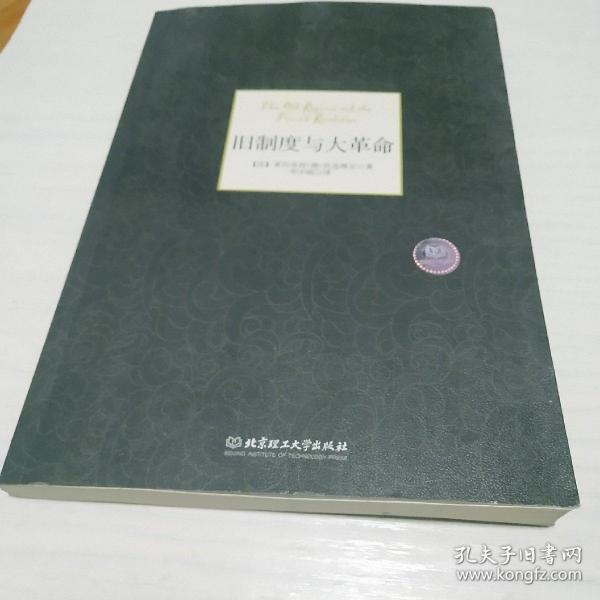 The Old Regime and the
French Revolution
旧制度与大革命
北京理工大学出版社
BEIJING INSTITUTE OF TECHNOLOGY PRESS
孔夫子旧书网
www.kongfz.com